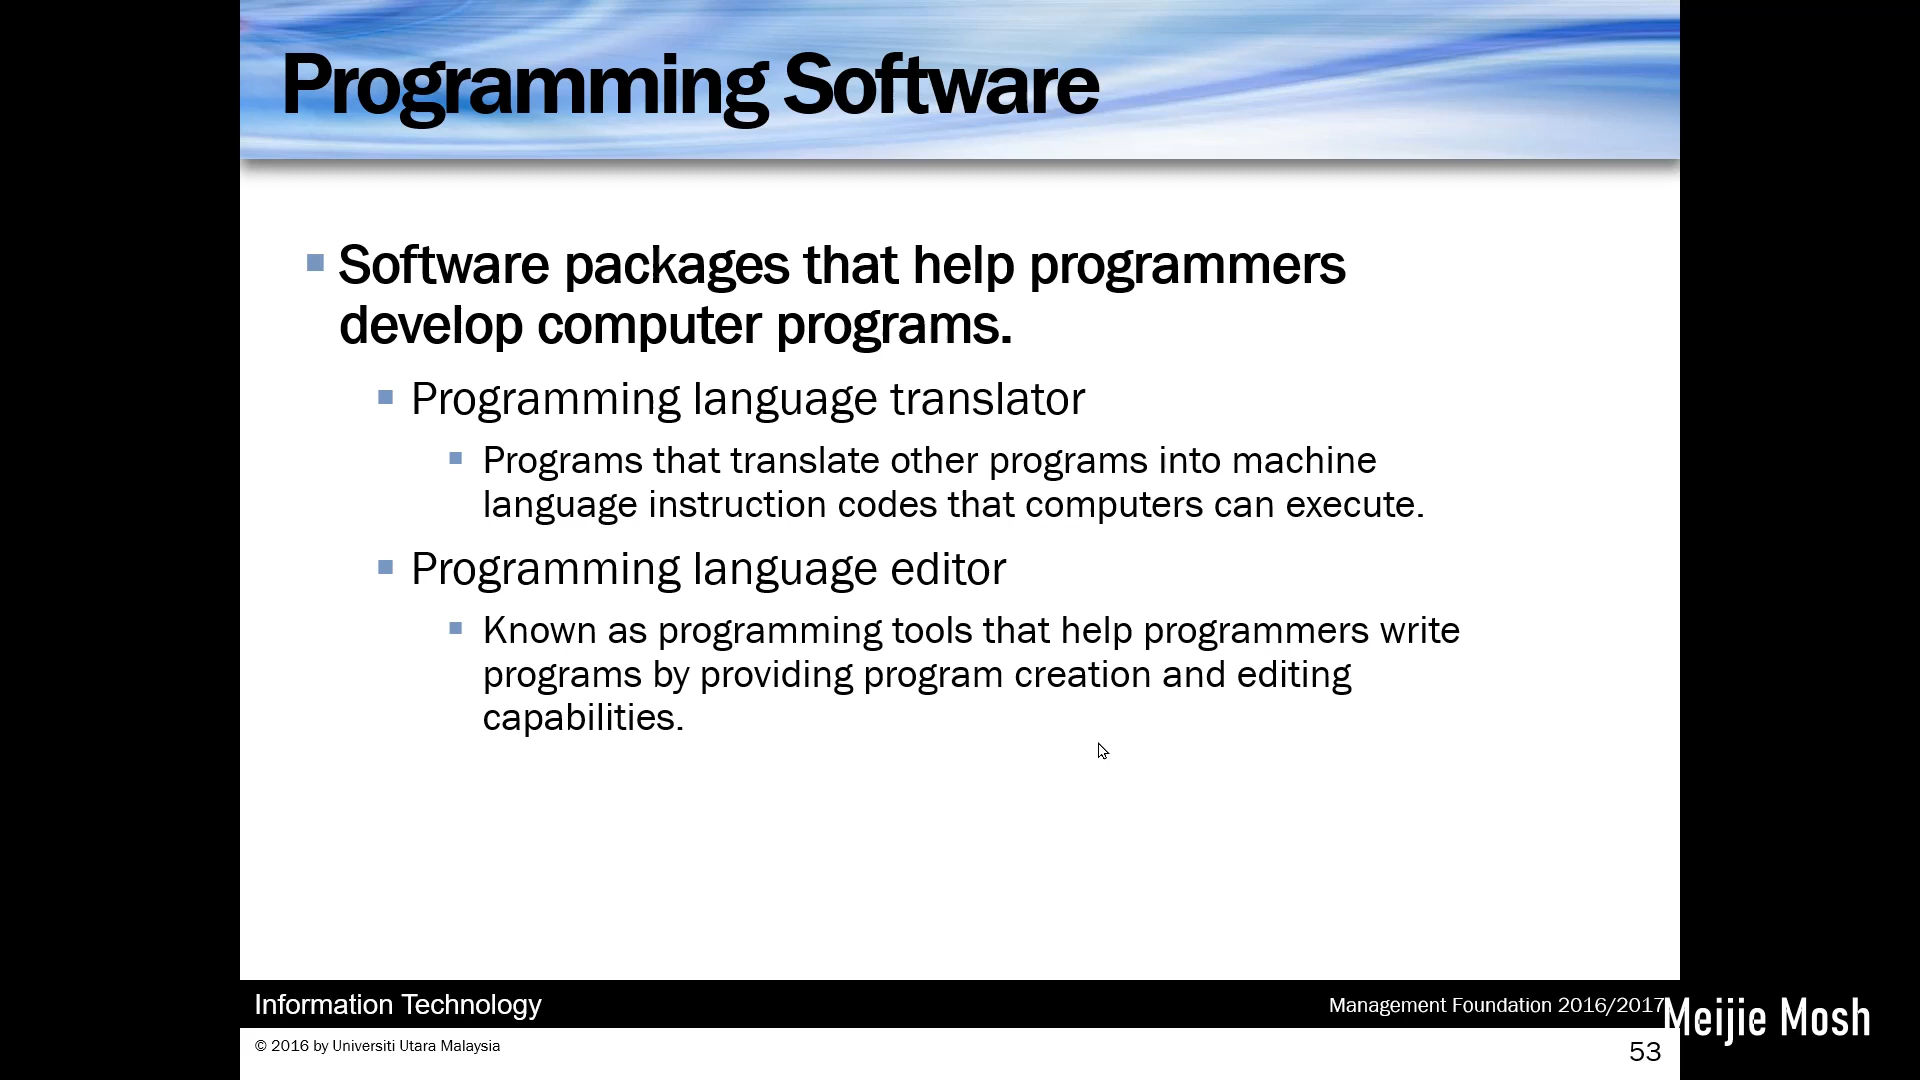 Programming Software
Software packages that help programmers
develop computer programs.
Programming language translator
Programs that translate other programs into machine
language instruction codes that computers can execute.
Programming language editor
Known as programming tools that help programmers write
programs by providing program creation and editing
capabilities.
Information Technology
Management Foundation 2016/2017
Meijie Mosh
© 2016 by Universiti Utara Malaysia
53